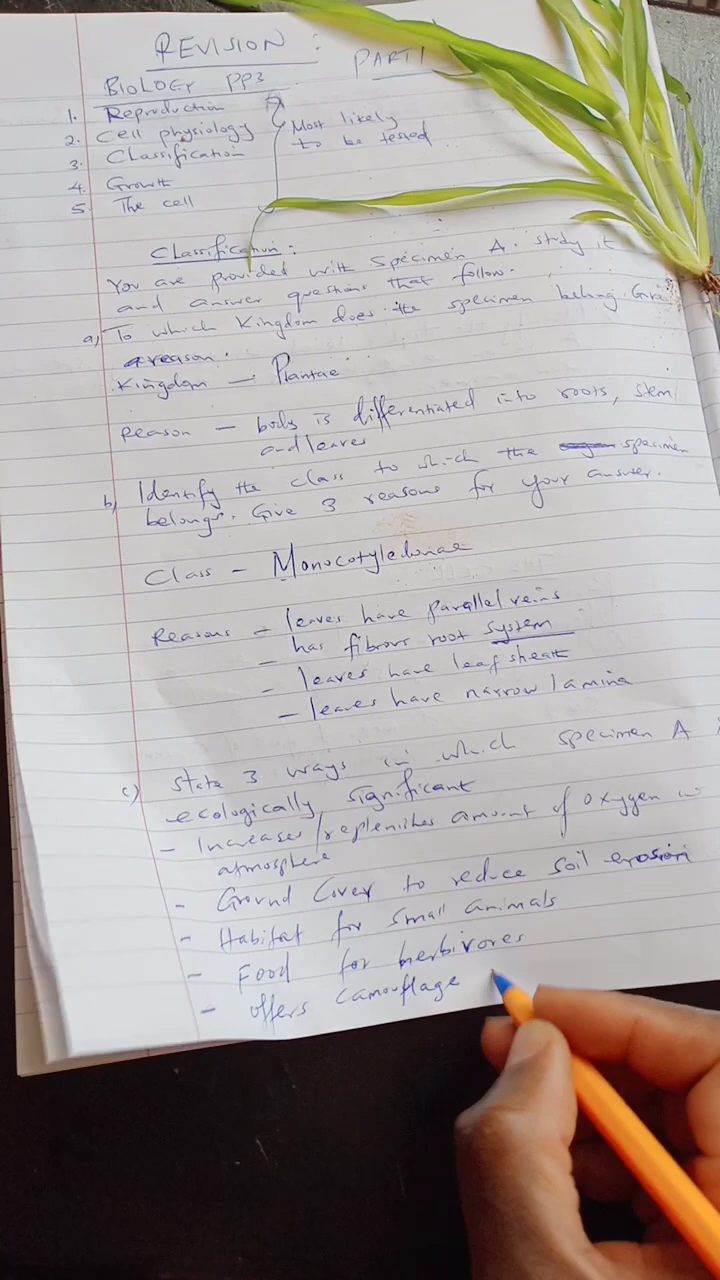 REVISION :
PART 1
BIOLOGY PP3
1. Reproduction
2. Cell physiology
3. Classification
4. Growth
5. The cell
Most likely
to be tested
Classification:
You are provided with specimen A. study it
and answer questions that follow.
a) To which Kingdom does the specimen belong Give
a reason.
Kingdom – Plantae
Reason – body is differentiated into roots, stem
and leaves
b) Identify the class to which the specimen
belongs. Give 3 reasons for your answer.
Class – Monocotyledonae
Reasons – leaves have parallel veins
– has fibrous root system
– leaves have leaf sheath
– leaves have narrow lamina
c) State 3 ways in which specimen A
ecologically significant
– Increases/replenishes amount of oxygen
atmosphere
– Ground Cover to reduce soil erosion
– Habitat for small animals
– Food for herbivores
– offers camouflage